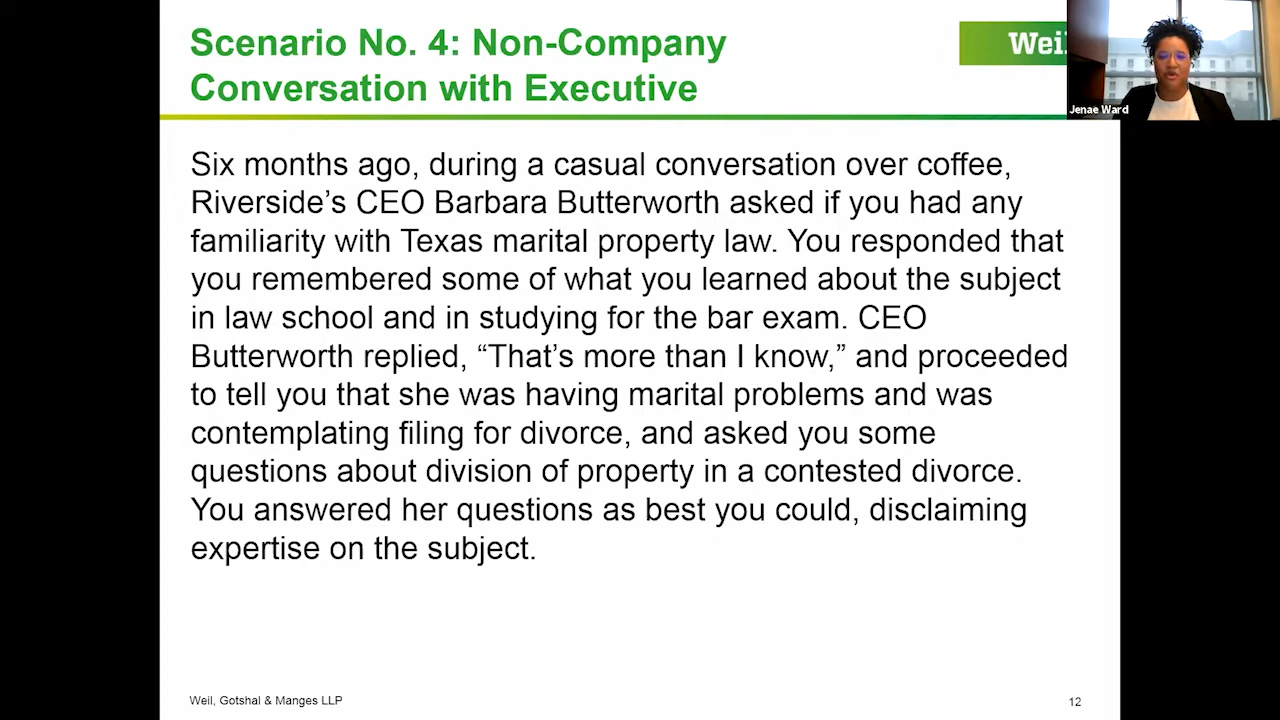 Scenario No. 4: Non-Company
Conversation with Executive
Wei
Jenae Ward
Six months ago, during a casual conversation over coffee,
Riverside’s CEO Barbara Butterworth asked if you had any
familiarity with Texas marital property law. You responded that
you remembered some of what you learned about the subject
in law school and in studying for the bar exam. CEO
Butterworth replied, “That’s more than I know,” and proceeded
to tell you that she was having marital problems and was
contemplating filing for divorce, and asked you some
questions about division of property in a contested divorce.
You answered her questions as best you could, disclaiming
expertise on the subject.
Weil, Gotshal & Manges LLP
12